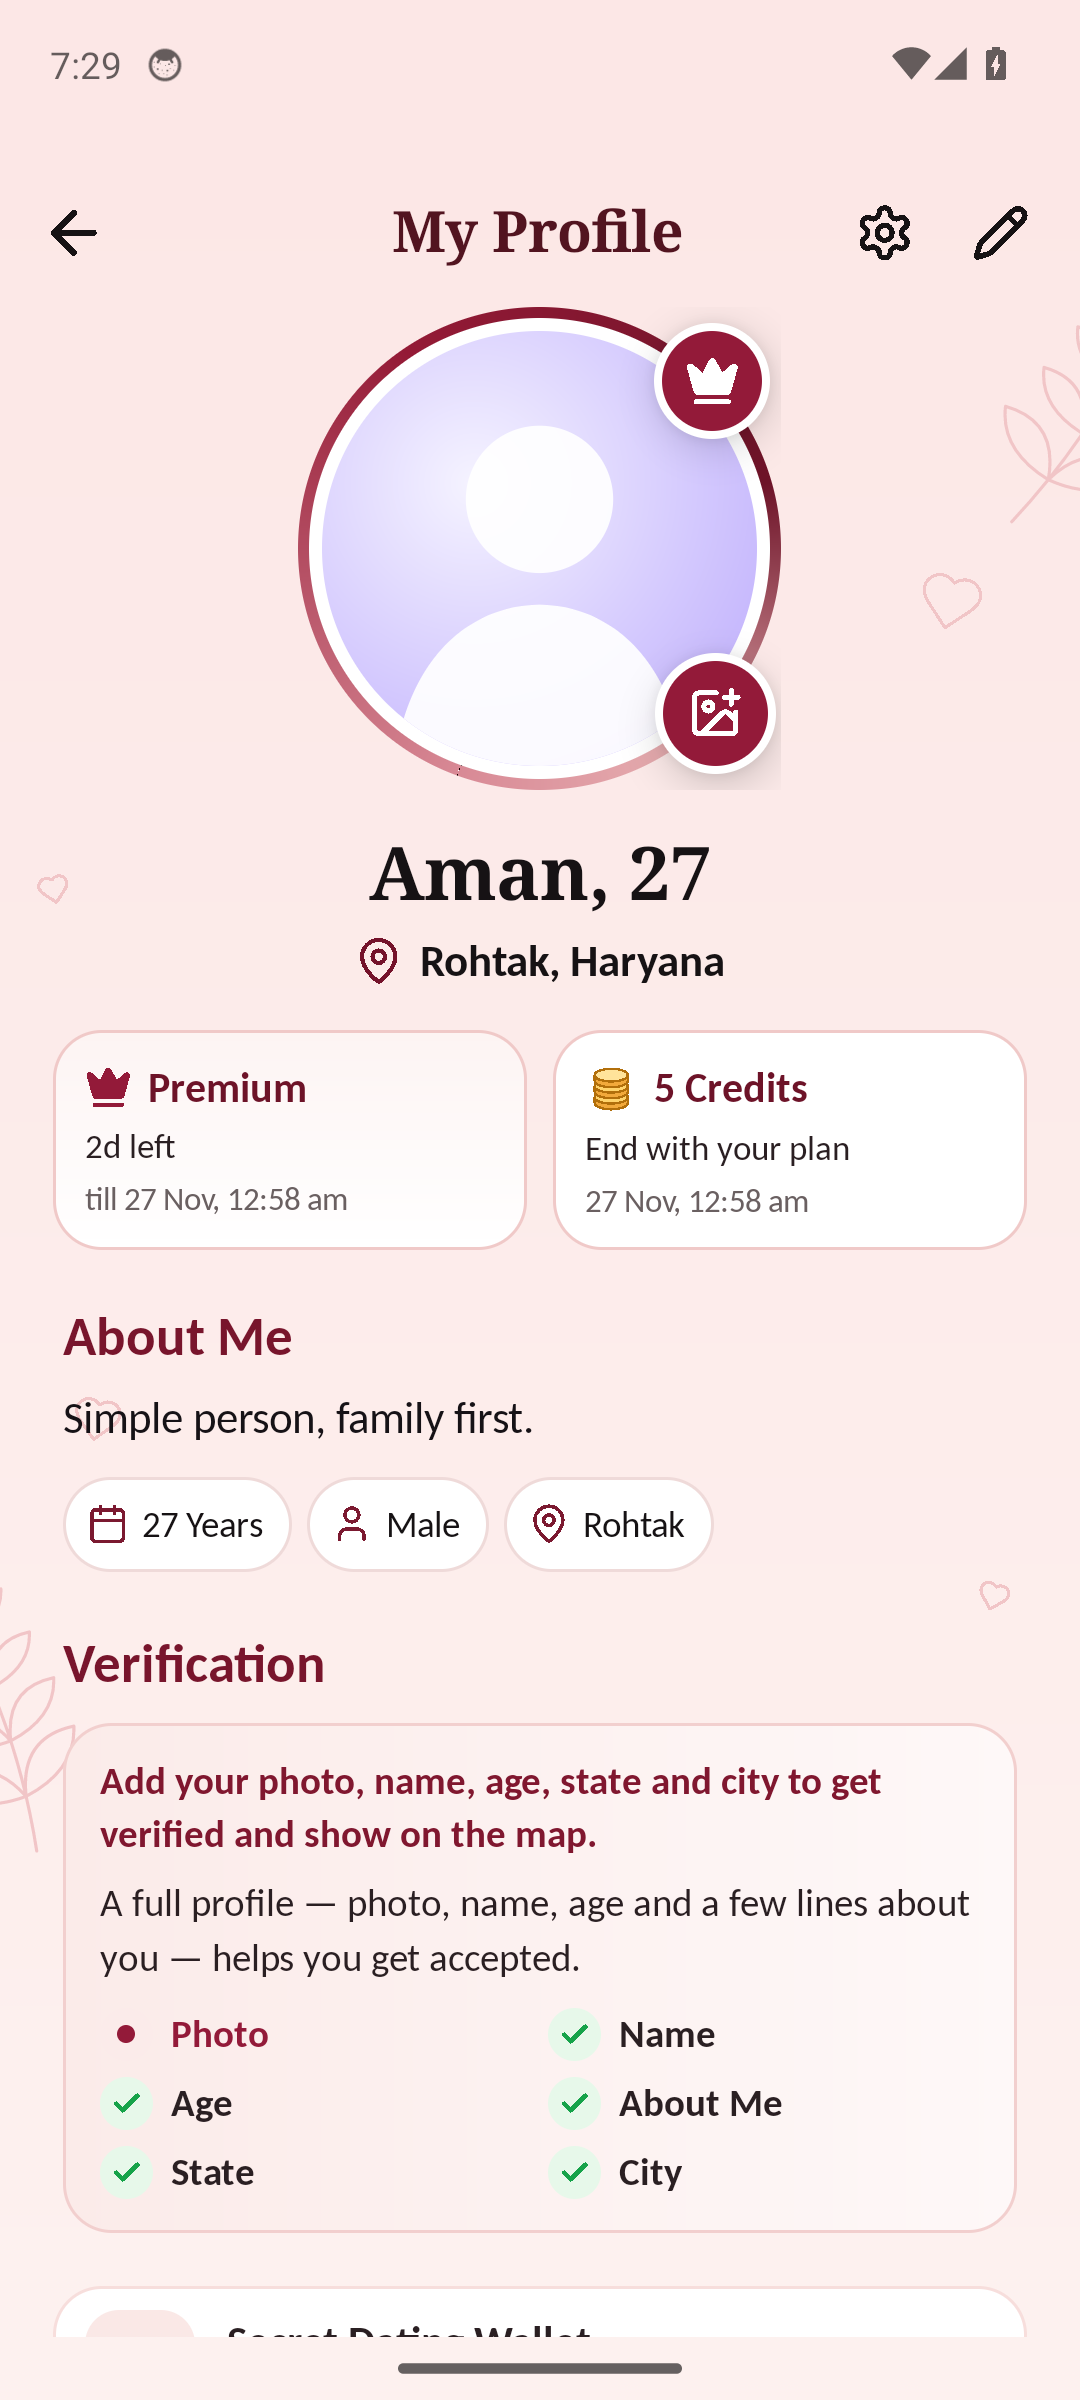 7:29
My Profile
Aman, 27
Rohtak, Haryana
Premium
2d left
till 27 Nov, 12:58 am
5 Credits
End with your plan
27 Nov, 12:58 am
About Me
Simple person, family first.
27 Years
Male
Rohtak
Verification
Add your photo, name, age, state and city to get
verified and show on the map.
A full profile — photo, name, age and a few lines about
you — helps you get accepted.
Photo
Name
Age
About Me
State
City
Secret Dating Wallet